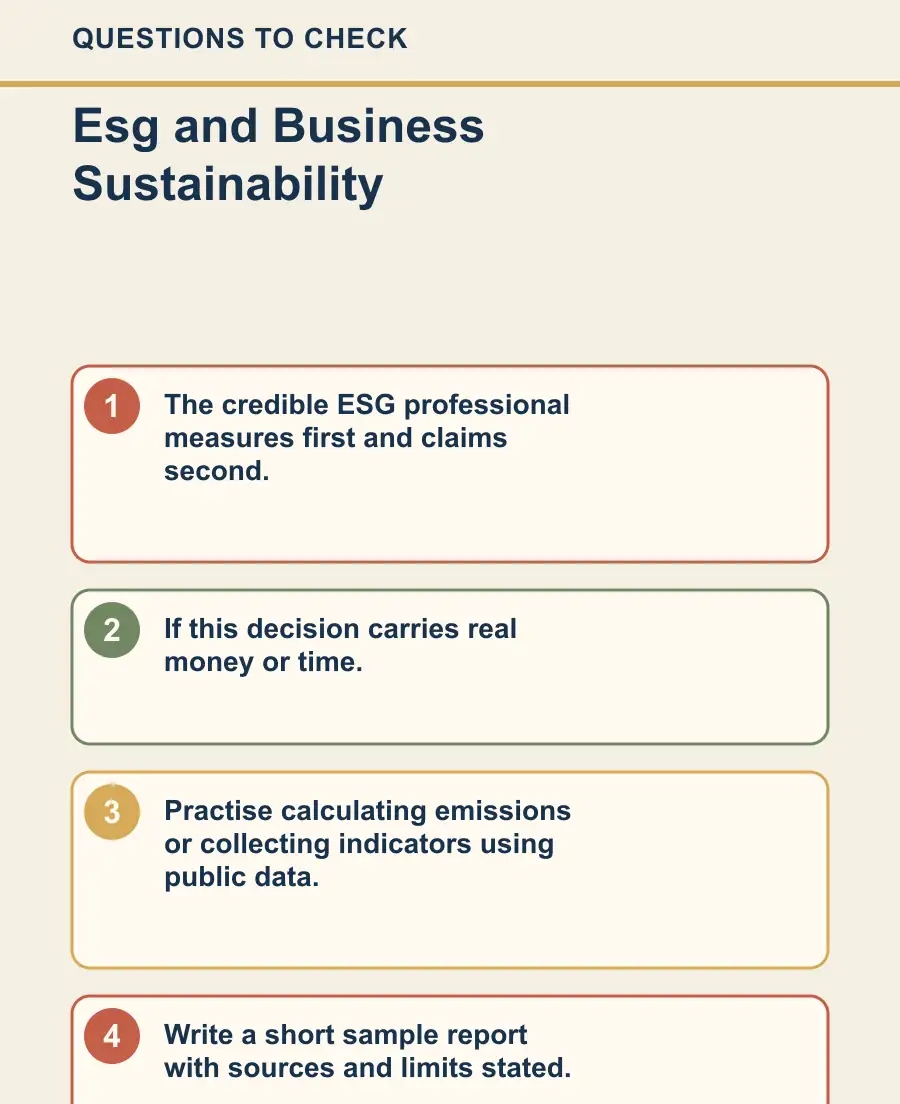 QUESTIONS TO CHECK
Esg and Business
Sustainability
1
The credible ESG professional
measures first and claims
second.
2
If this decision carries real
money or time.
3
Practise calculating emissions
or collecting indicators using
public data.
4
Write a short sample report
with sources and limits stated.